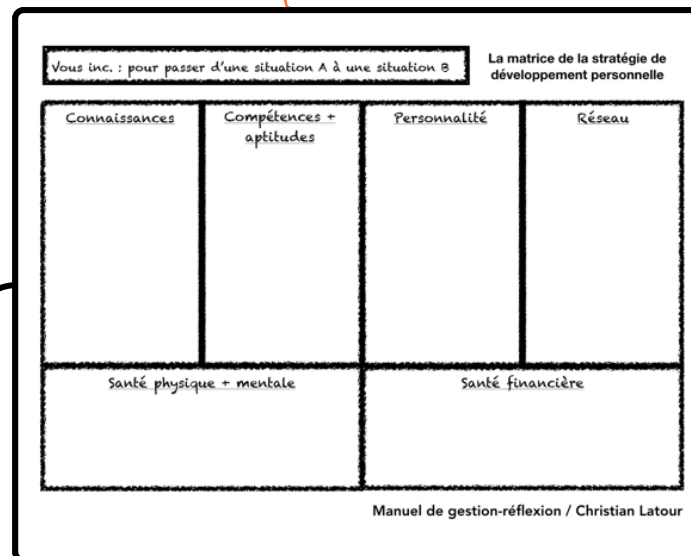 Vous inc. : pour passer d'une situation A à une situation B
La matrice de la stratégie de
développement personnelle
Connaissances
Compétences +
aptitudes
Personnalité
Réseau
Santé physique + mentale
Santé financière
Manuel de gestion-réflexion / Christian Latour